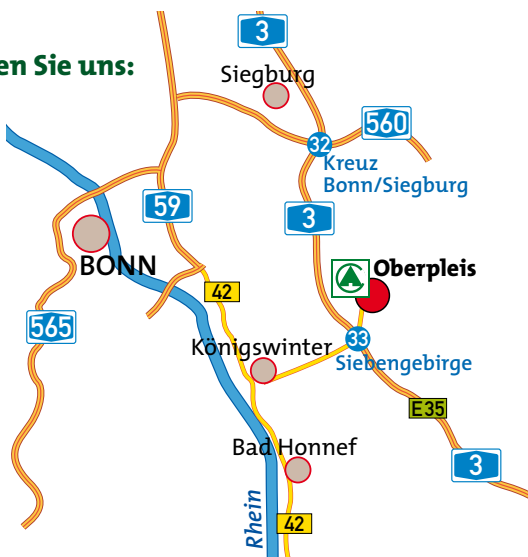 3
en Sie uns:
Siegburg
560
32
Kreuz
Bonn/Siegburg
59
3
BONN
Oberpleis
42
565
33
Königswinter
Siebengebirge
E35
Bad Honnef
3
Rhein
42